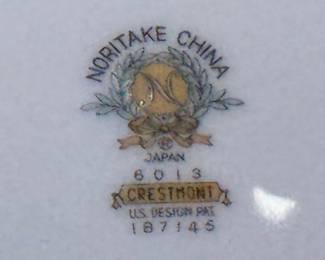 NORITAKE CHINA
N
JAPAN
6013
CRESTMONT
U.S. DESIGN PAT.
187145